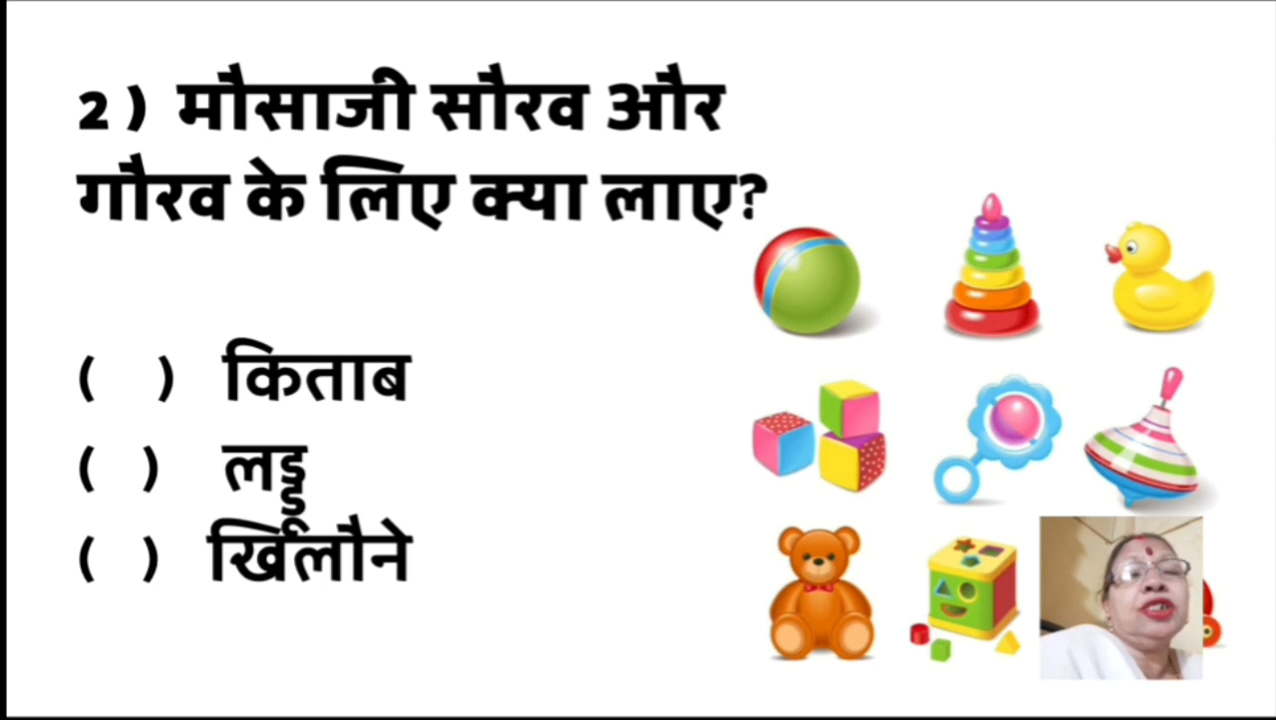 2 ) मौसाजी सौरव और
गौरव के लिए क्या लाए?
( ) किताब
( ) लड्डू
( ) खिलौने